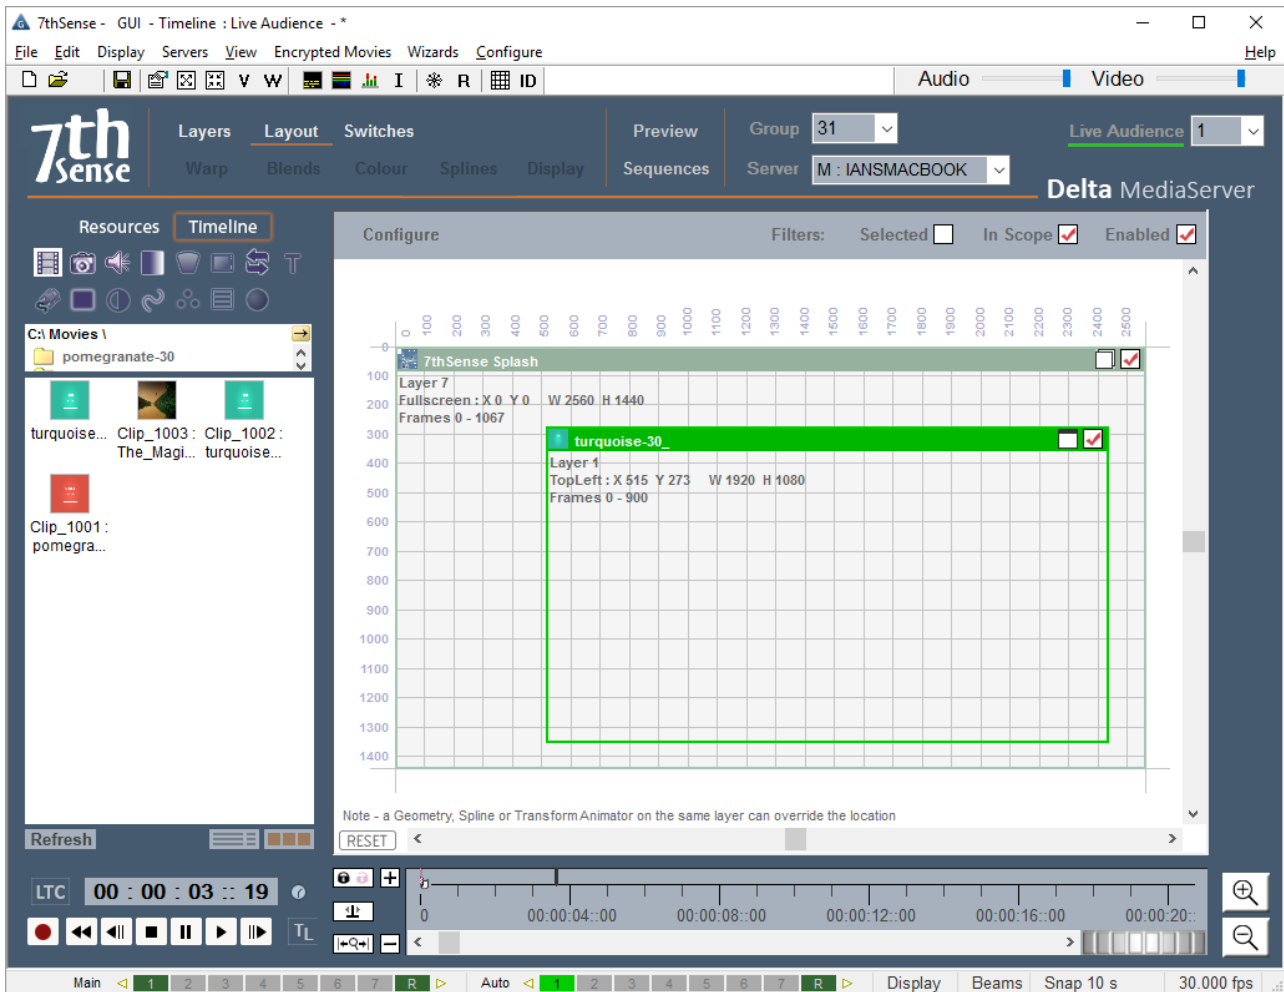 7thSense - GUI - Timeline : Live Audience - *
File Edit Display Servers View Encrypted Movies Wizards Configure Help
V W I R ID Audio Video
7th Sense
Layers Layout Switches Preview Group 31 Live Audience 1
Warp Blends Colour Splines Display Sequences Server M : IANSMACBOOK
Delta MediaServer
Resources Timeline
Configure Filters: Selected In Scope Enabled
T
C:\ Movies \
pomegranate-30
turquoise... Clip_1003 : Clip_1002 :
The_Magi... turquoise...
Clip_1001 :
pomegra...
0 100 200 300 400 500 600 700 800 900 1000 1100 1200 1300 1400 1500 1600 1700 1800 1900 2000 2100 2200 2300 2400 2500
0
100
200
300
400
500
600
700
800
900
1000
1100
1200
1300
1400
7thSense Splash
Layer 7
Fullscreen : X 0 Y 0 W 2560 H 1440
Frames 0 - 1067
turquoise-30_
Layer 1
TopLeft : X 515 Y 273 W 1920 H 1080
Frames 0 - 900
Note - a Geometry, Spline or Transform Animator on the same layer can override the location
Refresh
RESET
LTC 00 : 00 : 03 :: 19
TL
0 00:00:04::00 00:00:08::00 00:00:12::00 00:00:16::00 00:00:20::
Main 1 2 3 4 5 6 7 R Auto 1 2 3 4 5 6 7 R Display Beams Snap 10 s 30.000 fps